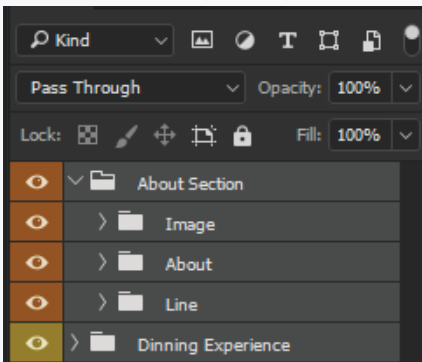 Kind
T
Pass Through Opacity: 100%
Lock: Fill: 100%
About Section
Image
About
Line
Dinning Experience